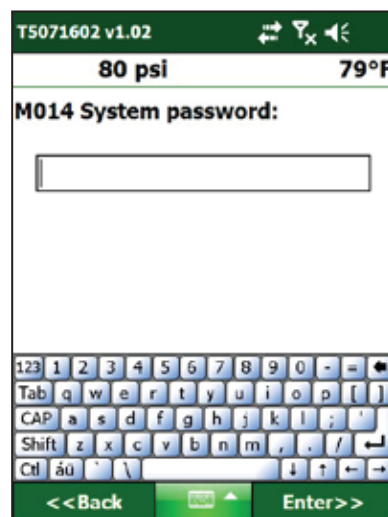 T5071602 v1.02
80 psi 79°F
M014 System password:
123 1 2 3 4 5 6 7 8 9 0 - =
Tab q w e r t y u i o p [ ]
CAP a s d f g h j k l ; '
Shift z x c v b n m , . /
Ctl áü ` \
<<Back Enter>>